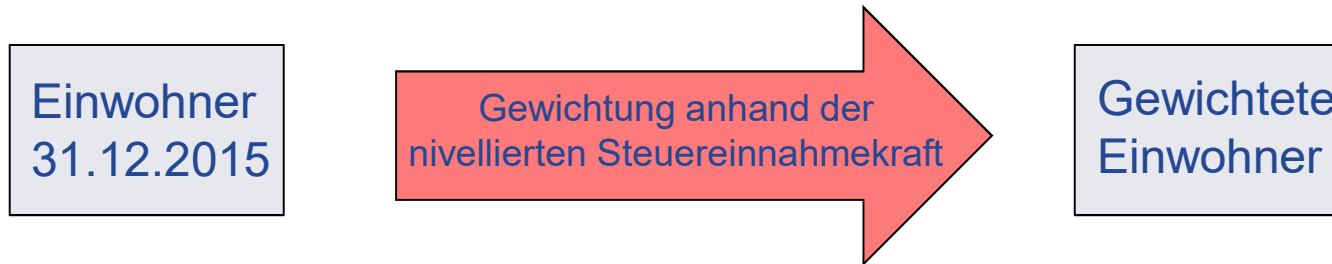 Einwohner
31.12.2015
Gewichtung anhand der
nivellierten Steuereinnahmekraft
Gewichtete
Einwohner